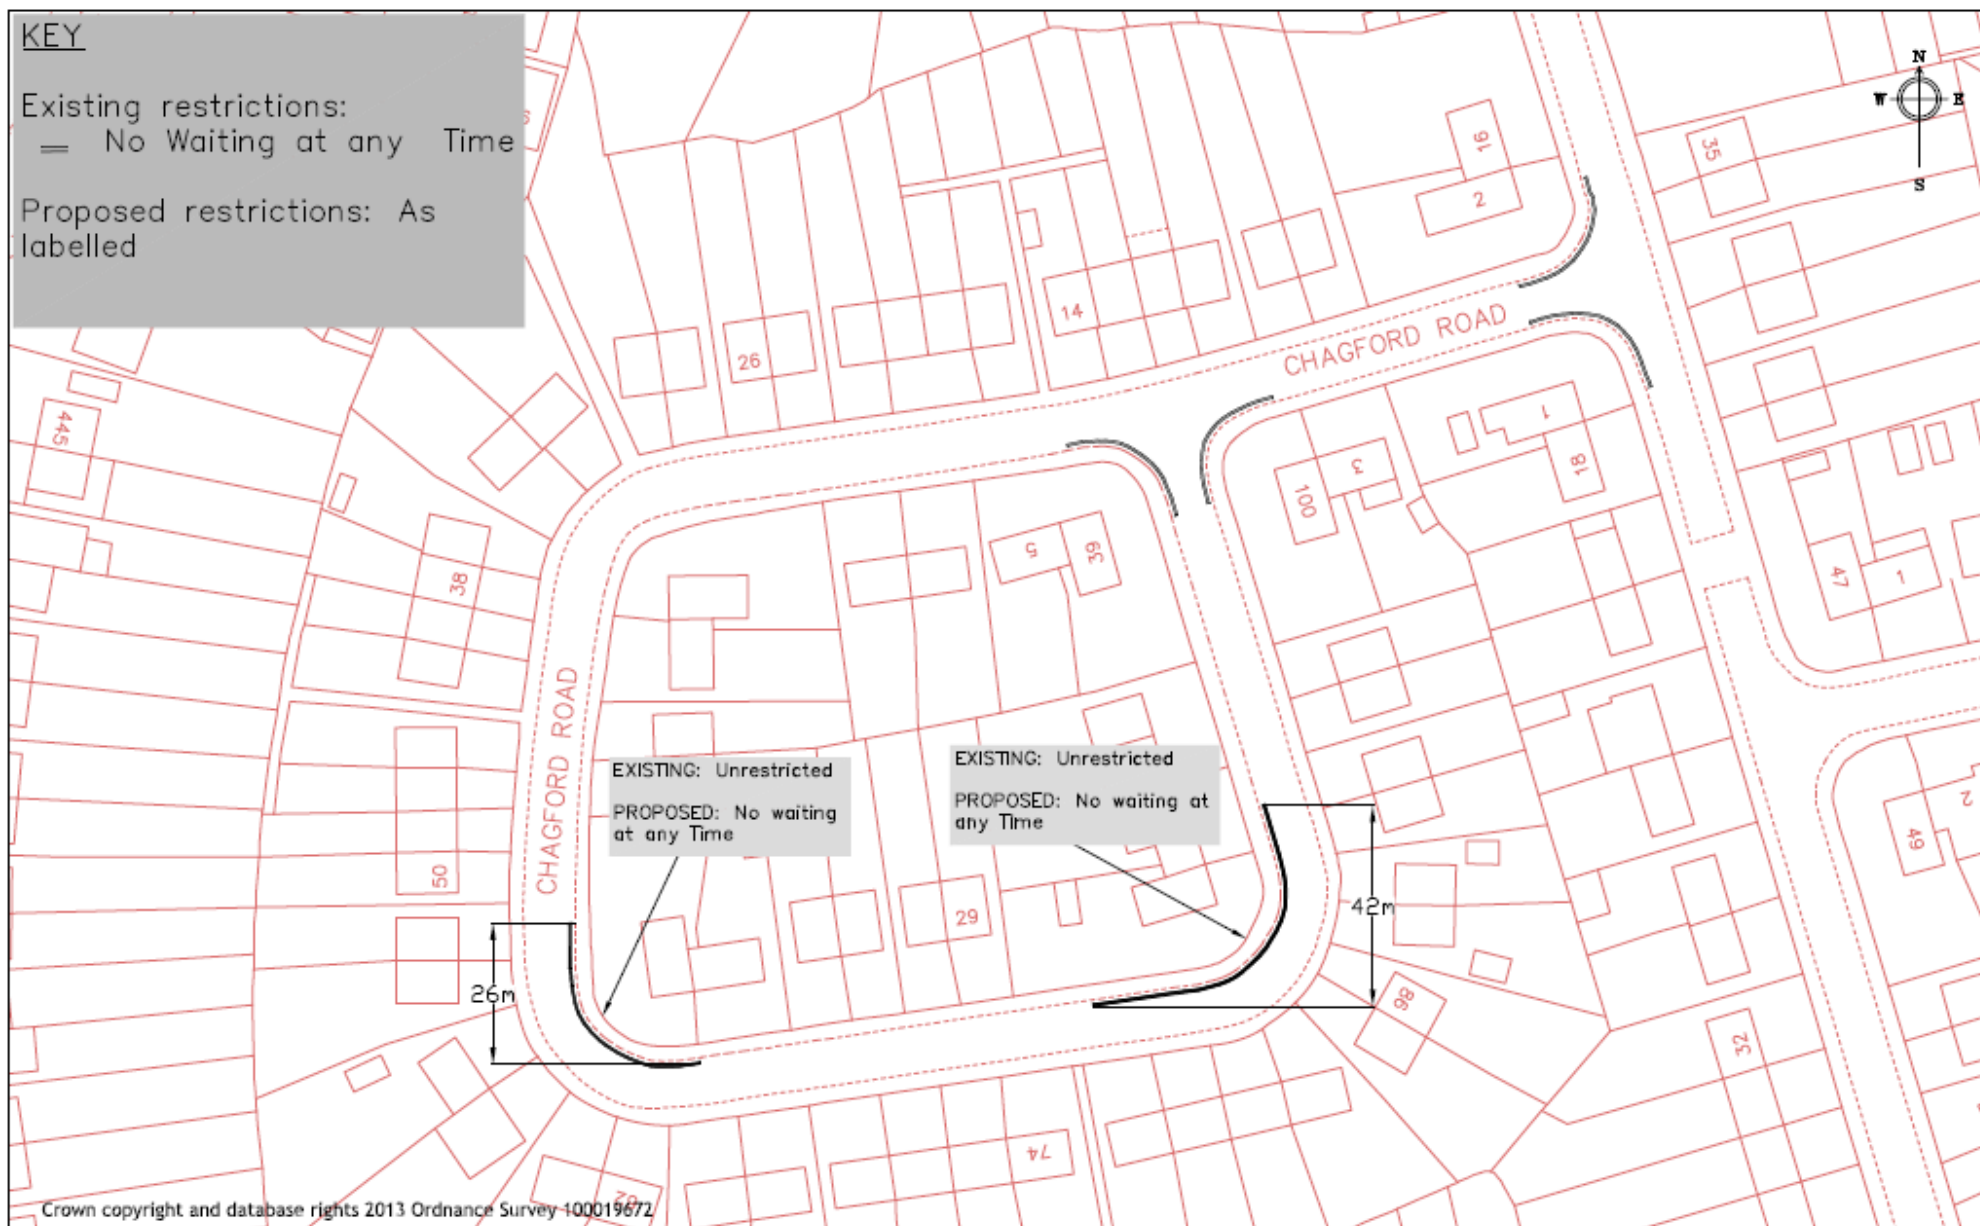 KEY
Existing restrictions:
No Waiting at any Time
Proposed restrictions: As
labelled
N
W E
S
16
2
35
14
26
CHAGFORD ROAD
445
1
3
18
100
5
39
38
47
1
CHAGFORD ROAD
EXISTING: Unrestricted
PROPOSED: No waiting
at any Time
EXISTING: Unrestricted
PROPOSED: No waiting at
any Time
2
49
50
29
42m
26m
86
32
74
62
Crown copyright and database rights 2013 Ordnance Survey 100019672